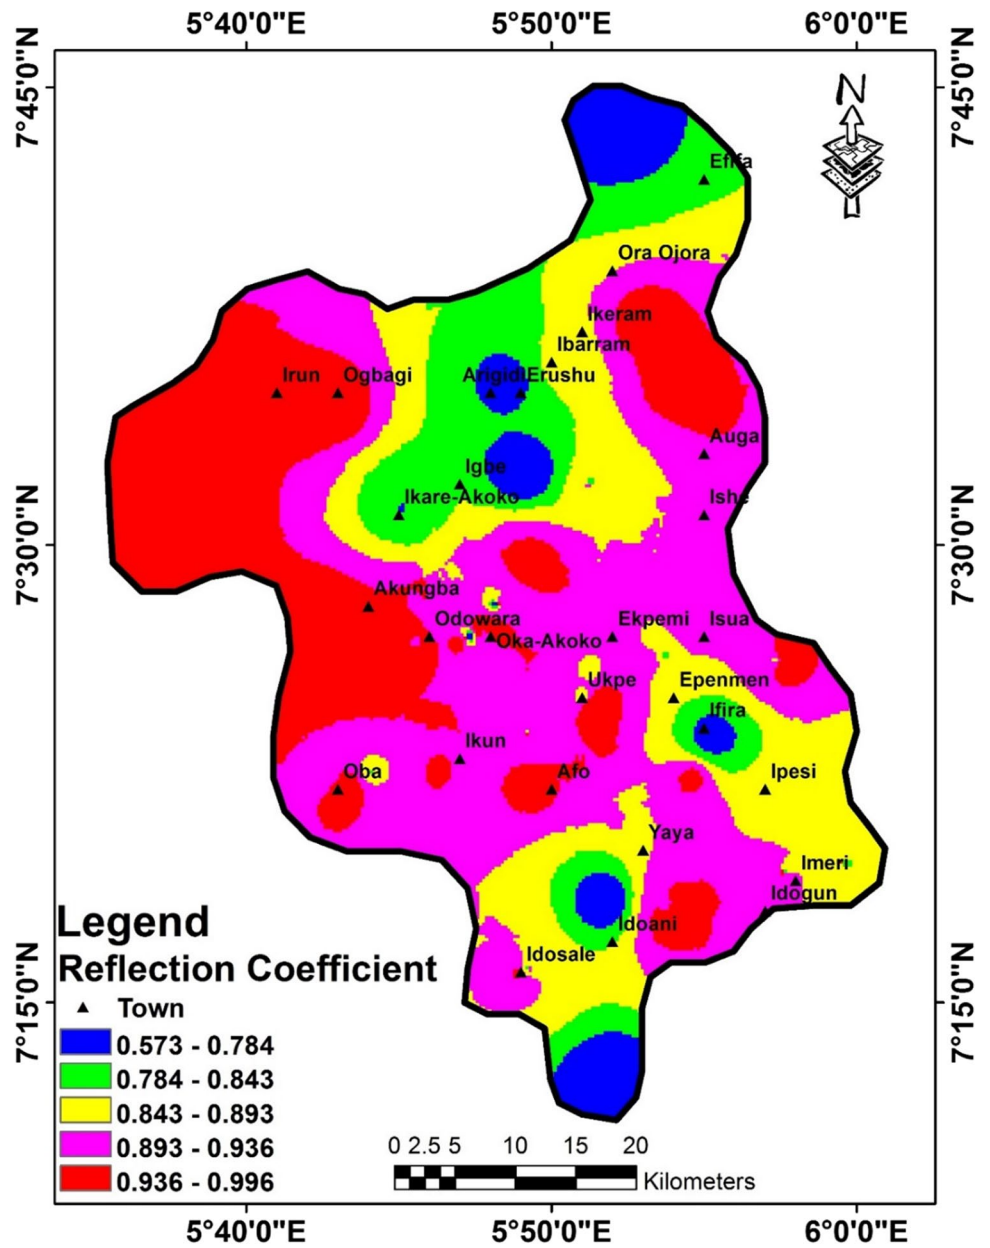 5°40'0"E 5°50'0"E 6°0'0"E
7°45'0"N 7°45'0"N
N
Efifa
Ora Ojora
Ikeram
Ibarram
Irun Ogbagi Arigidi Erushu
Auga
Igbe
Ikare-Akoko Ishe
7°30'0"N 7°30'0"N
Akungba
Odowara Ekpemi Isua
Oka-Akoko
Ukpe Epenmen
Ifira
Ikun
Oba Afo Ipesi
Yaya
Imeri
Idogun
Idoani
Idosale
7°15'0"N 7°15'0"N
Legend
Reflection Coefficient
Town
0.573 - 0.784
0.784 - 0.843
0.843 - 0.893
0.893 - 0.936
0.936 - 0.996
0 2.5 5 10 15 20
Kilometers
5°40'0"E 5°50'0"E 6°0'0"E